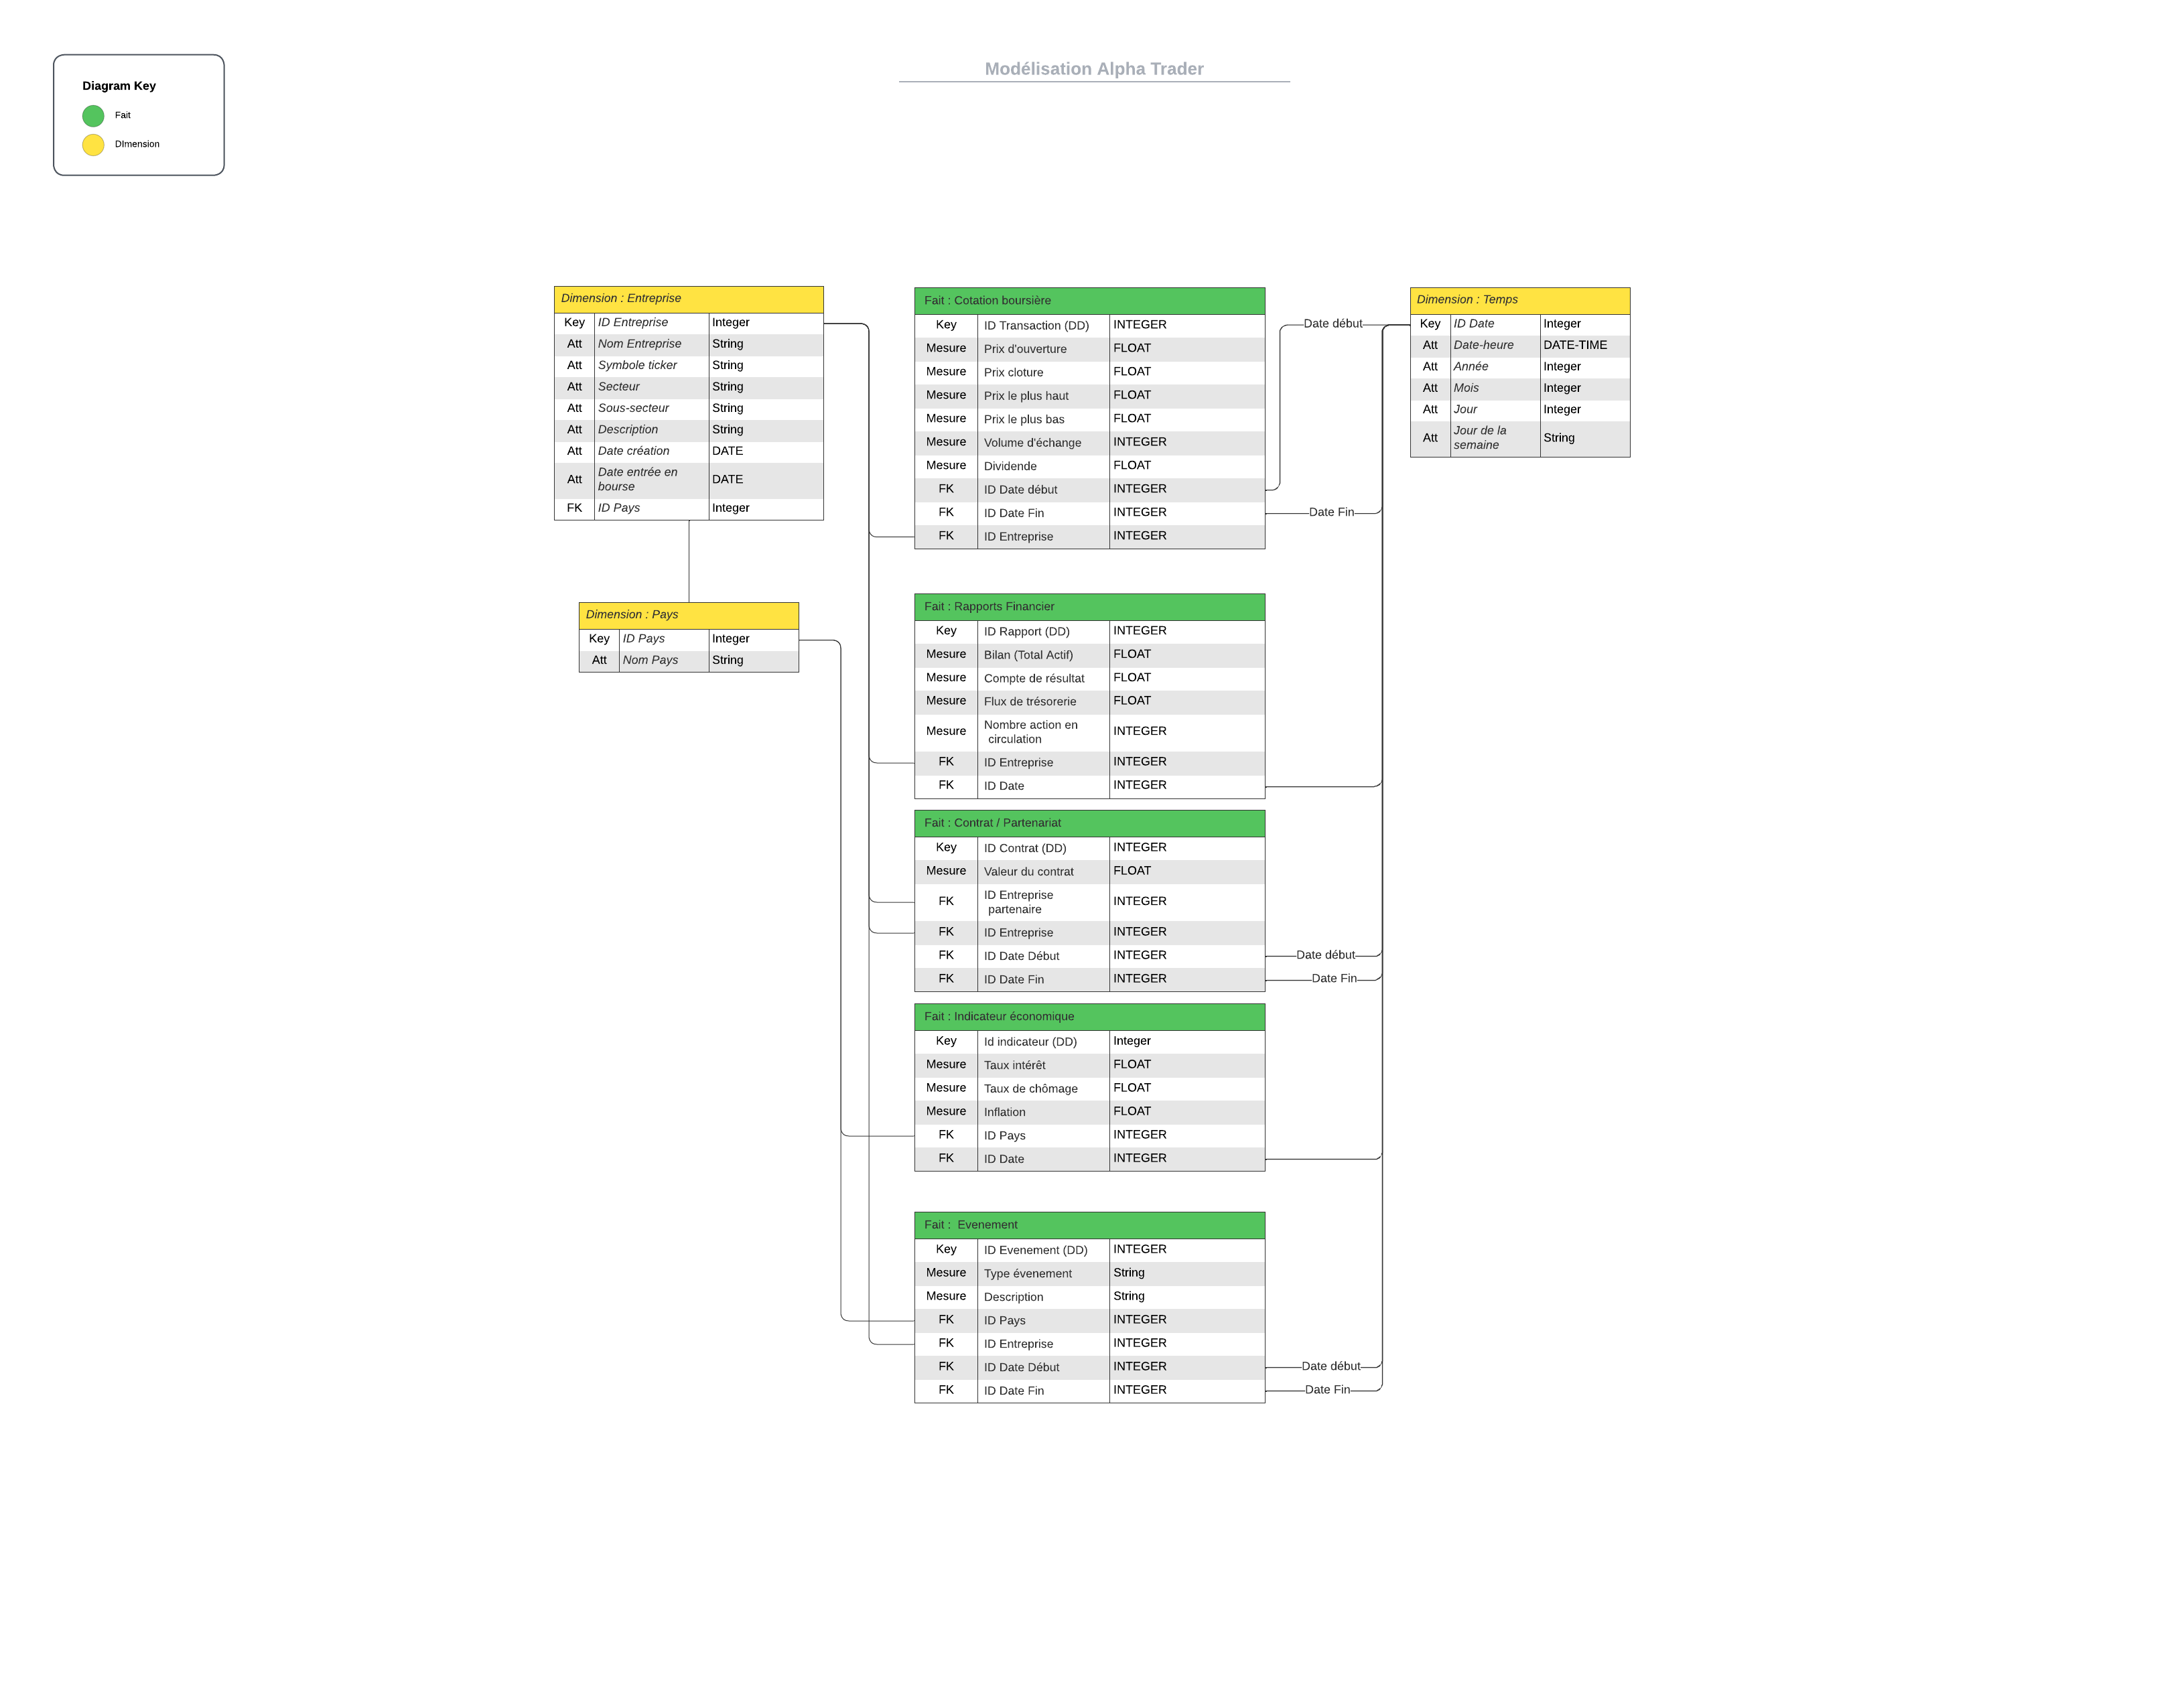 Modélisation Alpha Trader
Diagram Key
Fait
DImension
Dimension : Entreprise
Key ID Entreprise Integer
Att Nom Entreprise String
Att Symbole ticker String
Att Secteur String
Att Sous-secteur String
Att Description String
Att Date création DATE
Att Date entrée en
bourse DATE
FK ID Pays Integer
Dimension : Pays
Key ID Pays Integer
Att Nom Pays String
Fait : Cotation boursière
Key ID Transaction (DD) INTEGER
Mesure Prix d'ouverture FLOAT
Mesure Prix cloture FLOAT
Mesure Prix le plus haut FLOAT
Mesure Prix le plus bas FLOAT
Mesure Volume d'échange INTEGER
Mesure Dividende FLOAT
FK ID Date début INTEGER
FK ID Date Fin INTEGER
FK ID Entreprise INTEGER
Date début
Date Fin
Dimension : Temps
Key ID Date Integer
Att Date-heure DATE-TIME
Att Année Integer
Att Mois Integer
Att Jour Integer
Att Jour de la
semaine String
Fait : Rapports Financier
Key ID Rapport (DD) INTEGER
Mesure Bilan (Total Actif) FLOAT
Mesure Compte de résultat FLOAT
Mesure Flux de trésorerie FLOAT
Mesure Nombre action en
circulation INTEGER
FK ID Entreprise INTEGER
FK ID Date INTEGER
Fait : Contrat / Partenariat
Key ID Contrat (DD) INTEGER
Mesure Valeur du contrat FLOAT
FK ID Entreprise
partenaire INTEGER
FK ID Entreprise INTEGER
FK ID Date Début INTEGER
FK ID Date Fin INTEGER
Date début
Date Fin
Fait : Indicateur économique
Key Id indicateur (DD) Integer
Mesure Taux intérêt FLOAT
Mesure Taux de chômage FLOAT
Mesure Inflation FLOAT
FK ID Pays INTEGER
FK ID Date INTEGER
Fait : Evenement
Key ID Evenement (DD) INTEGER
Mesure Type évenement String
Mesure Description String
FK ID Pays INTEGER
FK ID Entreprise INTEGER
FK ID Date Début INTEGER
FK ID Date Fin INTEGER
Date début
Date Fin